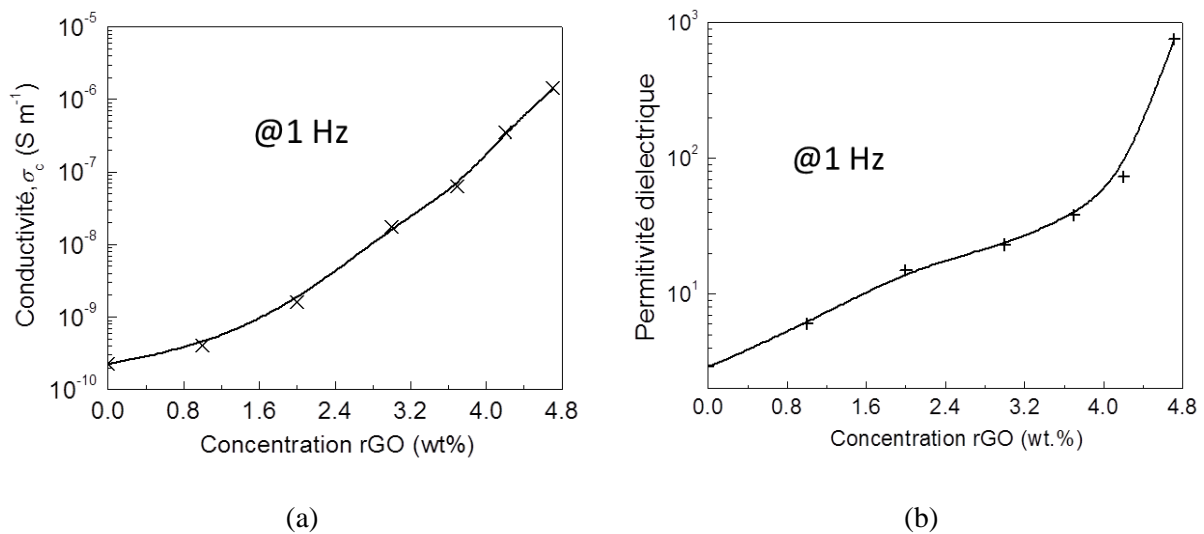 10^-5
10^-6
10^-7
10^-8
10^-9
10^-10
Conductivité, σc (S m^-1)
@1 Hz
0.0 0.8 1.6 2.4 3.2 4.0 4.8
Concentration rGO (wt%)
(a)
10^3
10^2
10^1
Permitivité dielectrique
@1 Hz
0.0 0.8 1.6 2.4 3.2 4.0 4.8
Concentration rGO (wt.%)
(b)